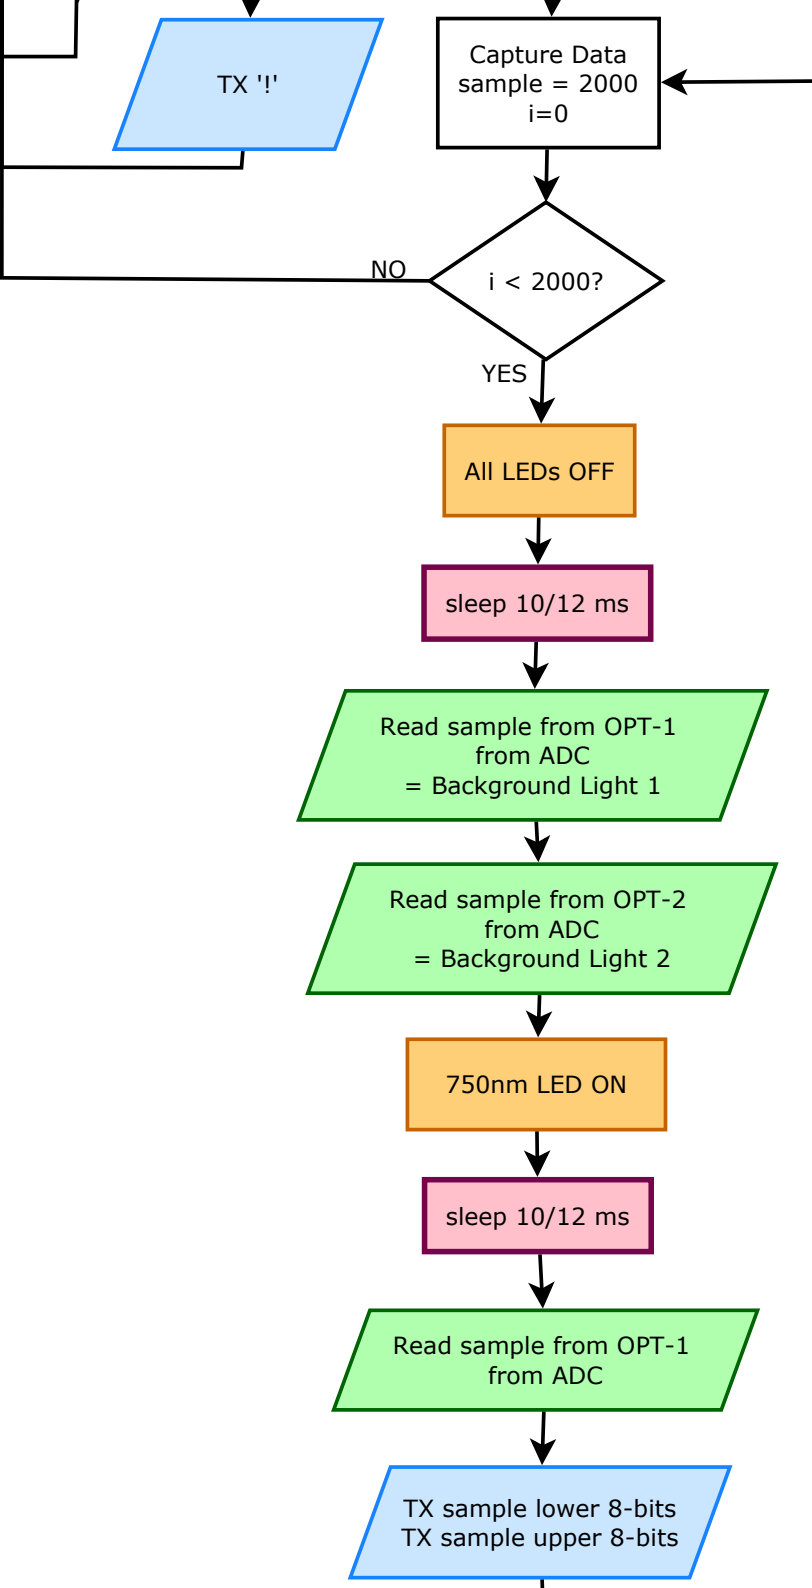 TX '!'
Capture Data
sample = 2000
i=0
NO
i < 2000?
YES
All LEDs OFF
sleep 10/12 ms
Read sample from OPT-1
from ADC
= Background Light 1
Read sample from OPT-2
from ADC
= Background Light 2
750nm LED ON
sleep 10/12 ms
Read sample from OPT-1
from ADC
TX sample lower 8-bits
TX sample upper 8-bits